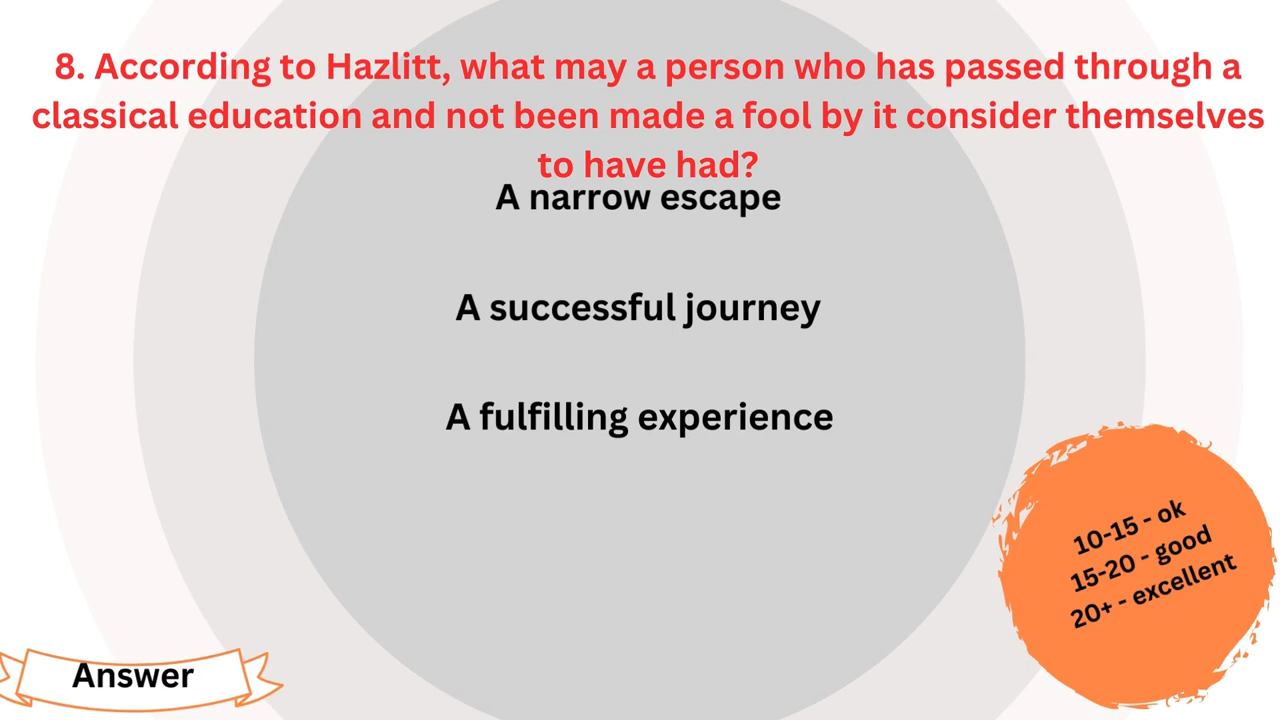 8. According to Hazlitt, what may a person who has passed through a
classical education and not been made a fool by it consider themselves
to have had?
A narrow escape
A successful journey
A fulfilling experience
10-15 - ok
15-20 - good
20+ - excellent
Answer